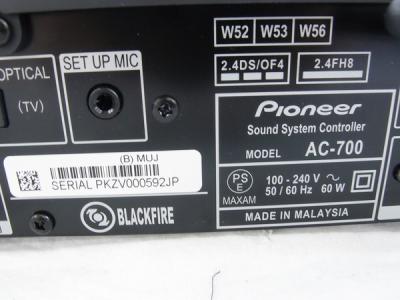 W52 W53 W56
OPTICAL
(TV)
SET UP MIC
2.4DS/OF4 2.4FH8
Pioneer
Sound System Controller
MODEL AC-700
(B) MUJ
SERIAL PKZV000592JP
PS
E
MAXAM
100 - 240 V ~
50 / 60 Hz 60 W
BLACKFIRE
MADE IN MALAYSIA